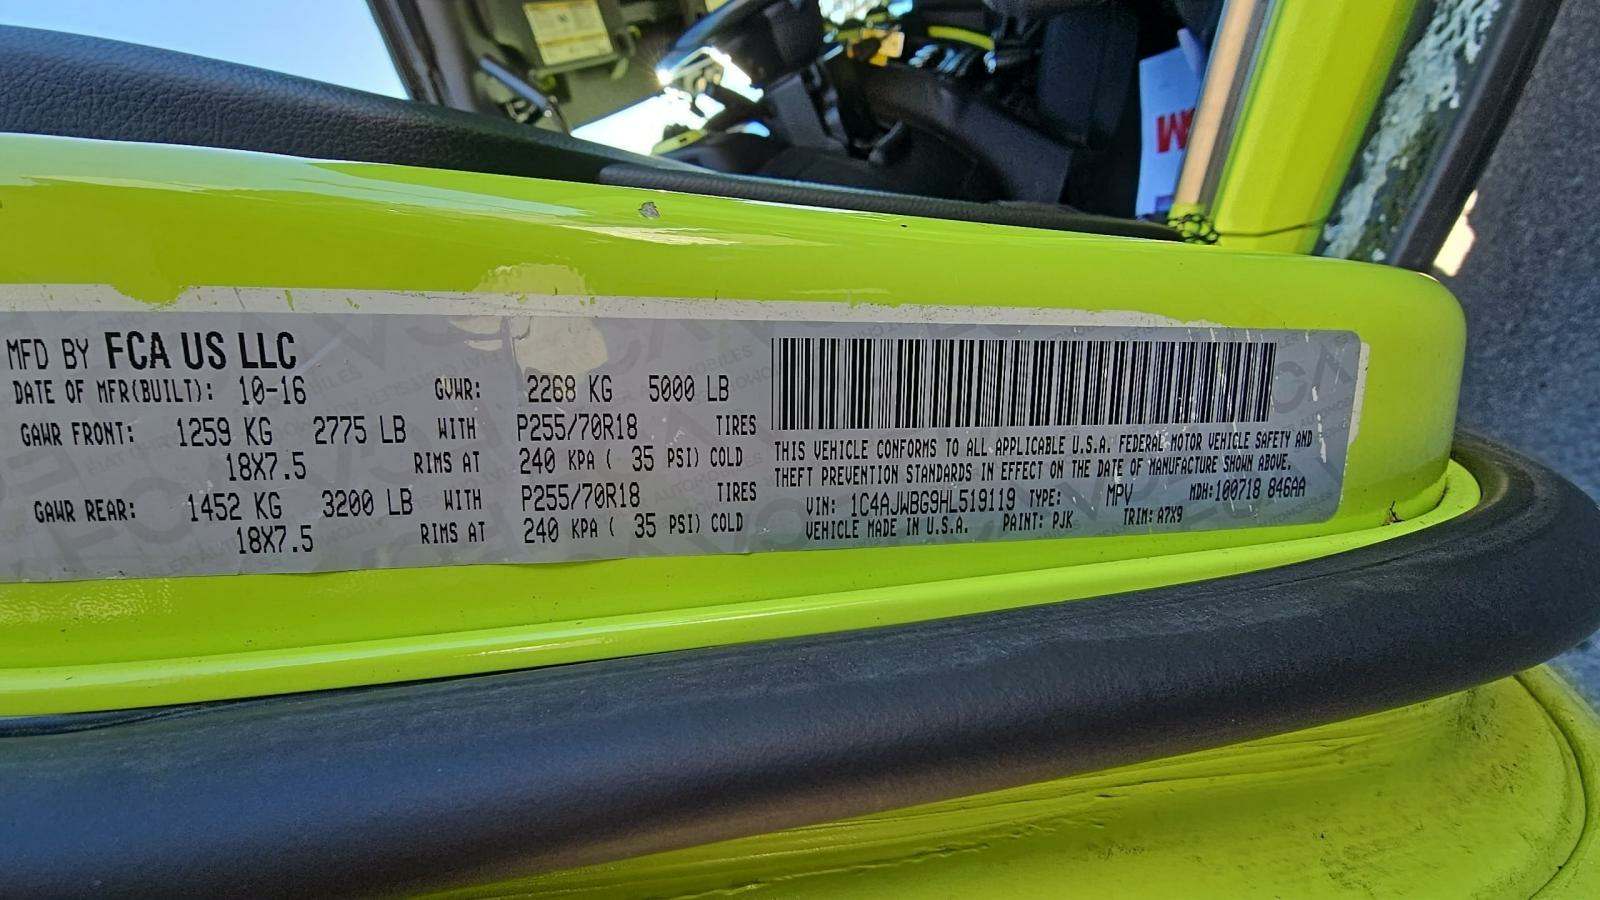 MFD BY FCA US LLC
DATE OF MFR(BUILT): 10-16 GVWR: 2268 KG 5000 LB
GAWR FRONT: 1259 KG 2775 LB WITH P255/70R18 TIRES
18X7.5 RIMS AT 240 KPA ( 35 PSI) COLD
GAWR REAR: 1452 KG 3200 LB WITH P255/70R18 TIRES
18X7.5 RIMS AT 240 KPA ( 35 PSI) COLD
THIS VEHICLE CONFORMS TO ALL APPLICABLE U.S.A. FEDERAL MOTOR VEHICLE SAFETY AND
THEFT PREVENTION STANDARDS IN EFFECT ON THE DATE OF MANUFACTURE SHOWN ABOVE.
VIN: 1C4AJWBG9HL519119 TYPE: MPV MDH:100718 846AA
VEHICLE MADE IN U.S.A. PAINT: PJK TRIM: A7X9